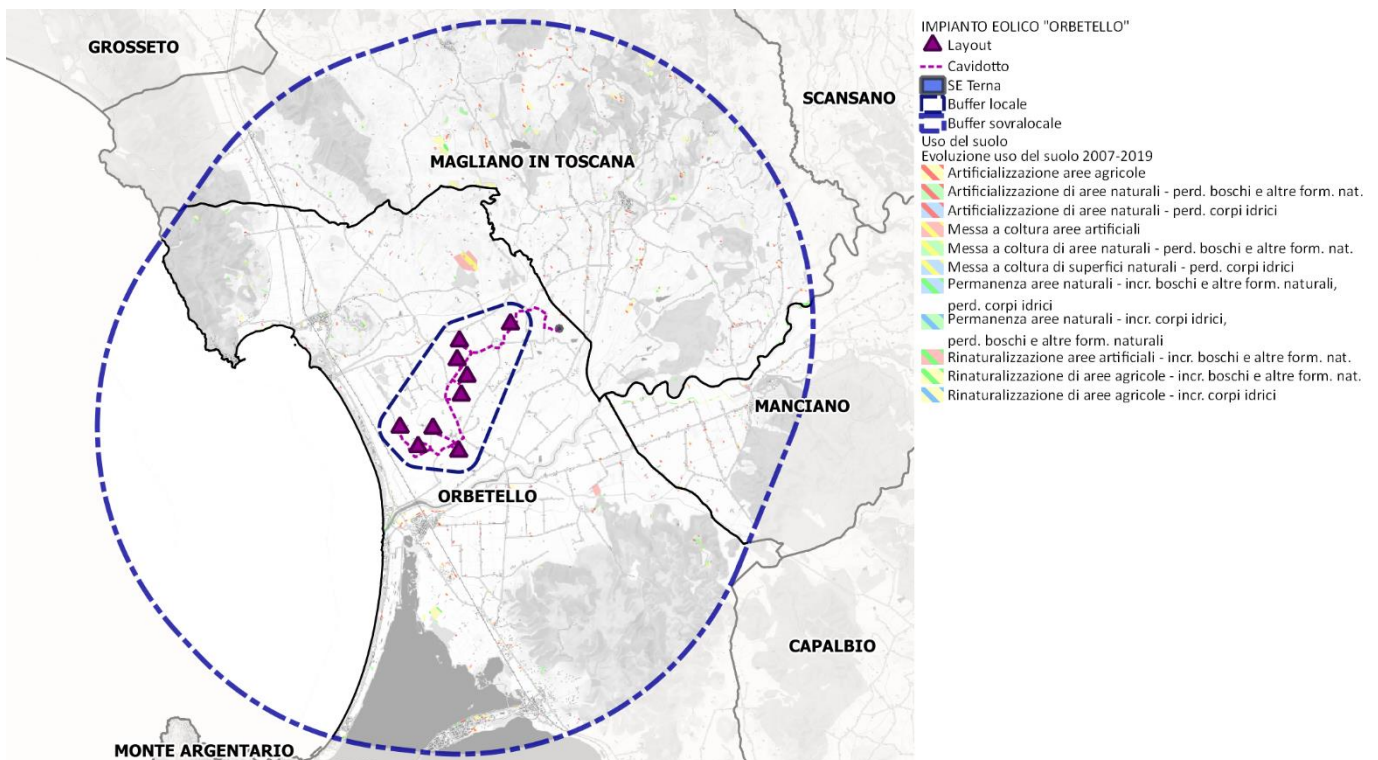 GROSSETO
SCANSANO
MAGLIANO IN TOSCANA
MANCIANO
ORBETELLO
CAPALBIO
MONTE ARGENTARIO
IMPIANTO EOLICO "ORBETELLO"
Layout
Cavidotto
SE Terna
Buffer locale
Buffer sovralocale
Uso del suolo
Evoluzione uso del suolo 2007-2019
Artificializzazione aree agricole
Artificializzazione di aree naturali - perd. boschi e altre form. nat.
Artificializzazione di aree naturali - perd. corpi idrici
Messa a coltura aree artificiali
Messa a coltura di aree naturali - perd. boschi e altre form. nat.
Messa a coltura di superfici naturali - perd. corpi idrici
Permanenza aree naturali - incr. boschi e altre form. naturali,
perd. corpi idrici
Permanenza aree naturali - incr. corpi idrici,
perd. boschi e altre form. naturali
Rinaturalizzazione aree artificiali - incr. boschi e altre form. nat.
Rinaturalizzazione di aree agricole - incr. boschi e altre form. nat.
Rinaturalizzazione di aree agricole - incr. corpi idrici